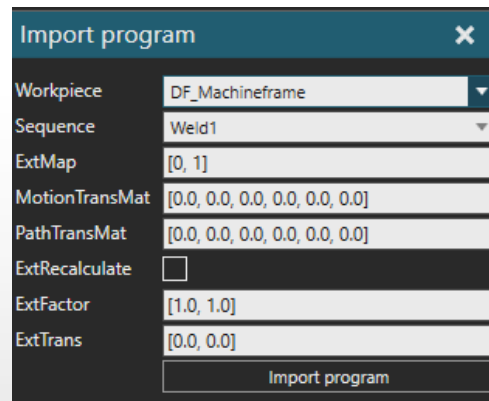 Import program
Workpiece DF_Machineframe
Sequence Weld1
ExtMap [0, 1]
MotionTransMat [0.0, 0.0, 0.0, 0.0, 0.0, 0.0]
PathTransMat [0.0, 0.0, 0.0, 0.0, 0.0, 0.0]
ExtRecalculate
ExtFactor [1.0, 1.0]
ExtTrans [0.0, 0.0]
Import program